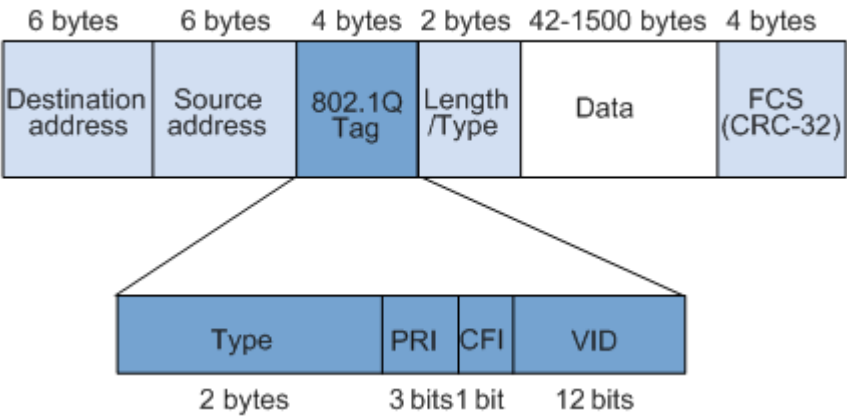 6 bytes 6 bytes 4 bytes 2 bytes 42-1500 bytes 4 bytes
Destination address
Source address
802.1Q Tag
Length /Type
Data
FCS (CRC-32)
Type PRI CFI VID
2 bytes 3 bits 1 bit 12 bits